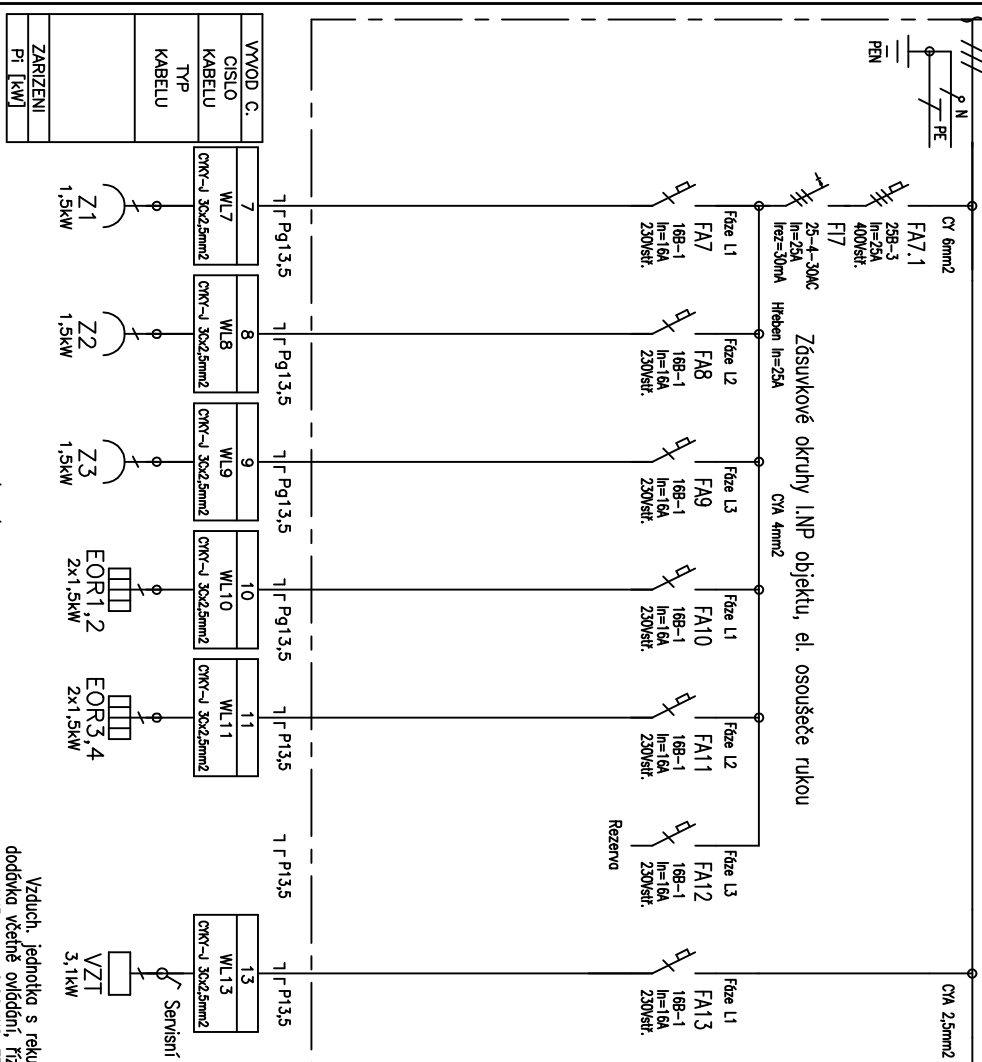 PEN
N
PE
CY 6mm2
FA7.1
25B-3
In=25A
400Vstř.
FI7
25-4-30AC
In=25A
Irez=30mA
Hřeben In=25A
Zásuvkové okruhy I.NP objektu, el. osoušeče rukou
CYA 4mm2
CYA 2,5mm2
Fáze L1
FA7
16B-1
In=16A
230Vstř.
Fáze L2
FA8
16B-1
In=16A
230Vstř.
Fáze L3
FA9
16B-1
In=16A
230Vstř.
Fáze L1
FA10
16B-1
In=16A
230Vstř.
Fáze L2
FA11
16B-1
In=16A
230Vstř.
Fáze L3
FA12
16B-1
In=16A
230Vstř.
Rezerva
Fáze L1
FA13
16B-1
In=16A
230Vstř.
Pg13,5
Pg13,5
Pg13,5
Pg13,5
P13,5
P13,5
P13,5
VYVOD C.
CISLO
KABELU
TYP
KABELU
ZARIZENI
Pi [kW]
7
WL7
CYKY-J 3Cx2,5mm2
Z1
1,5kW
8
WL8
CYKY-J 3Cx2,5mm2
Z2
1,5kW
9
WL9
CYKY-J 3Cx2,5mm2
Z3
1,5kW
10
WL10
CYKY-J 3Cx2,5mm2
EOR1,2
2x1,5kW
11
WL11
CYKY-J 3Cx2,5mm2
EOR3,4
2x1,5kW
13
WL13
CYKY-J 3Cx2,5mm2
Servisní
VZT
3,1kW
Vzduch. jednotka s reku
dodávka včetně ovládání, říz